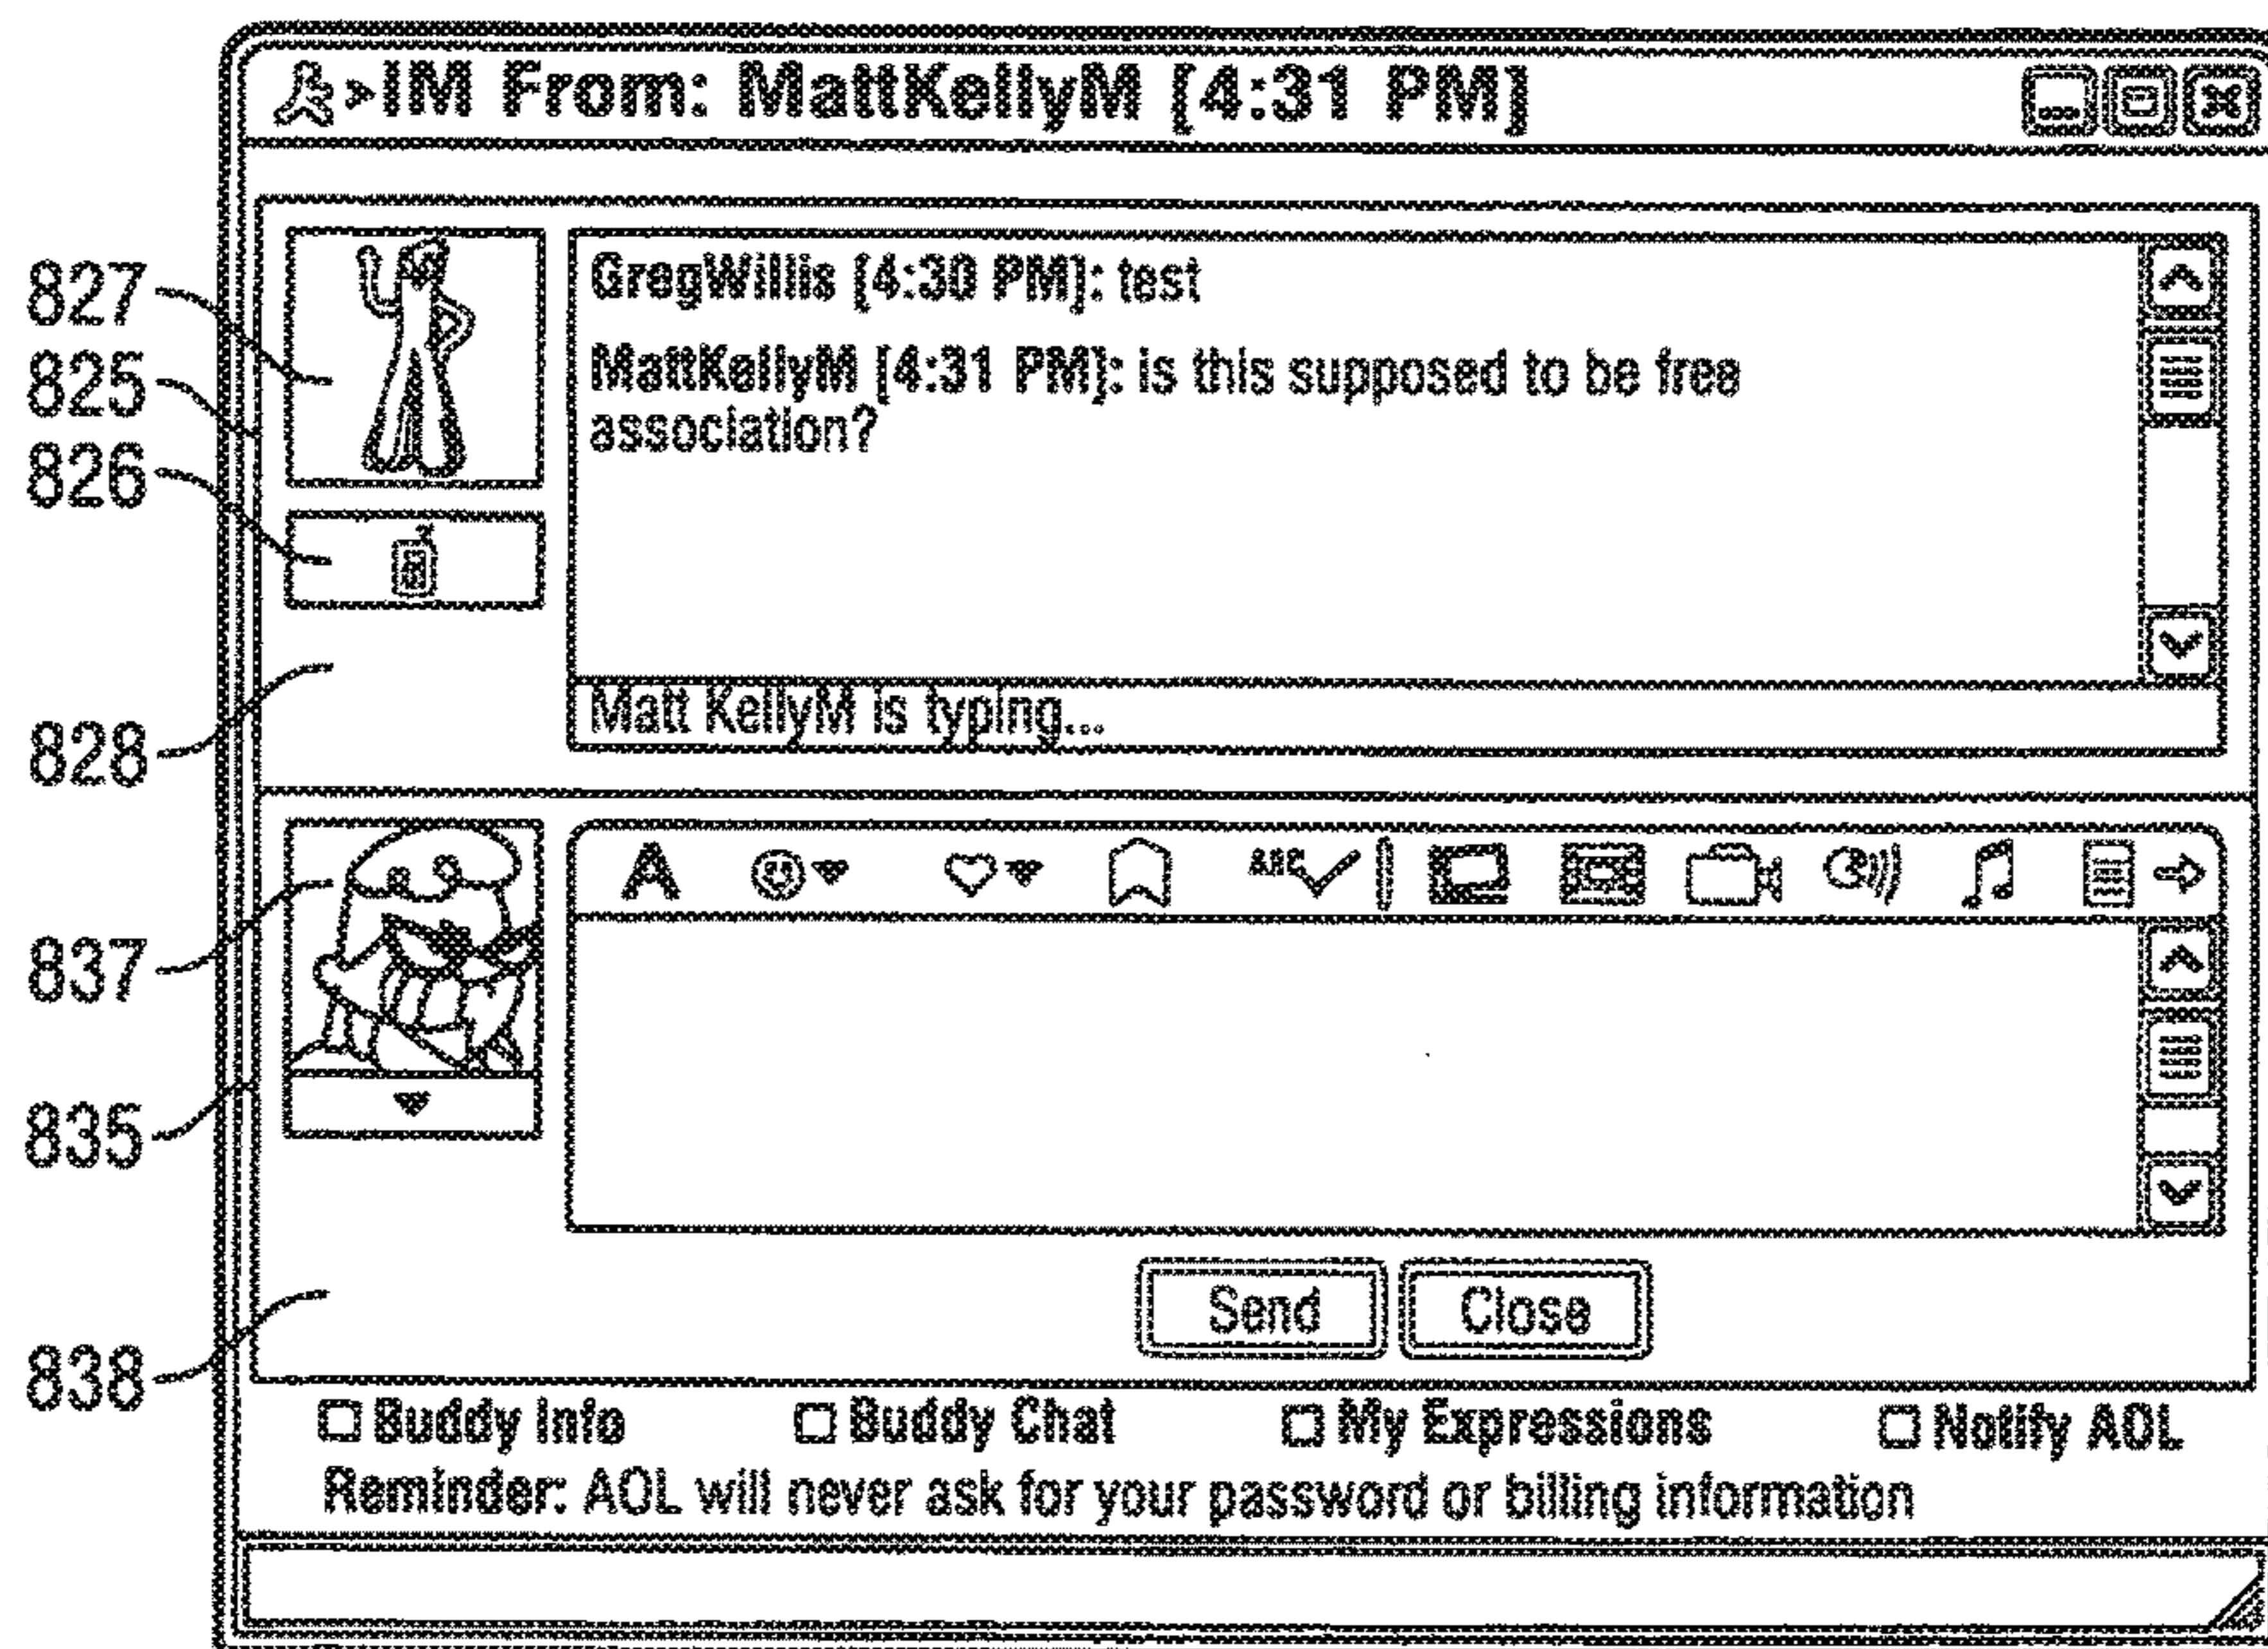 IM From: MattKellyM [4:31 PM]
827
825
826
828
GregWillis [4:30 PM]: test
MattKellyM [4:31 PM]: is this supposed to be free
association?
Matt KellyM is typing...
837
835
838
ABC
Send Close
Buddy Info Buddy Chat My Expressions Notify AOL
Reminder: AOL will never ask for your password or billing information